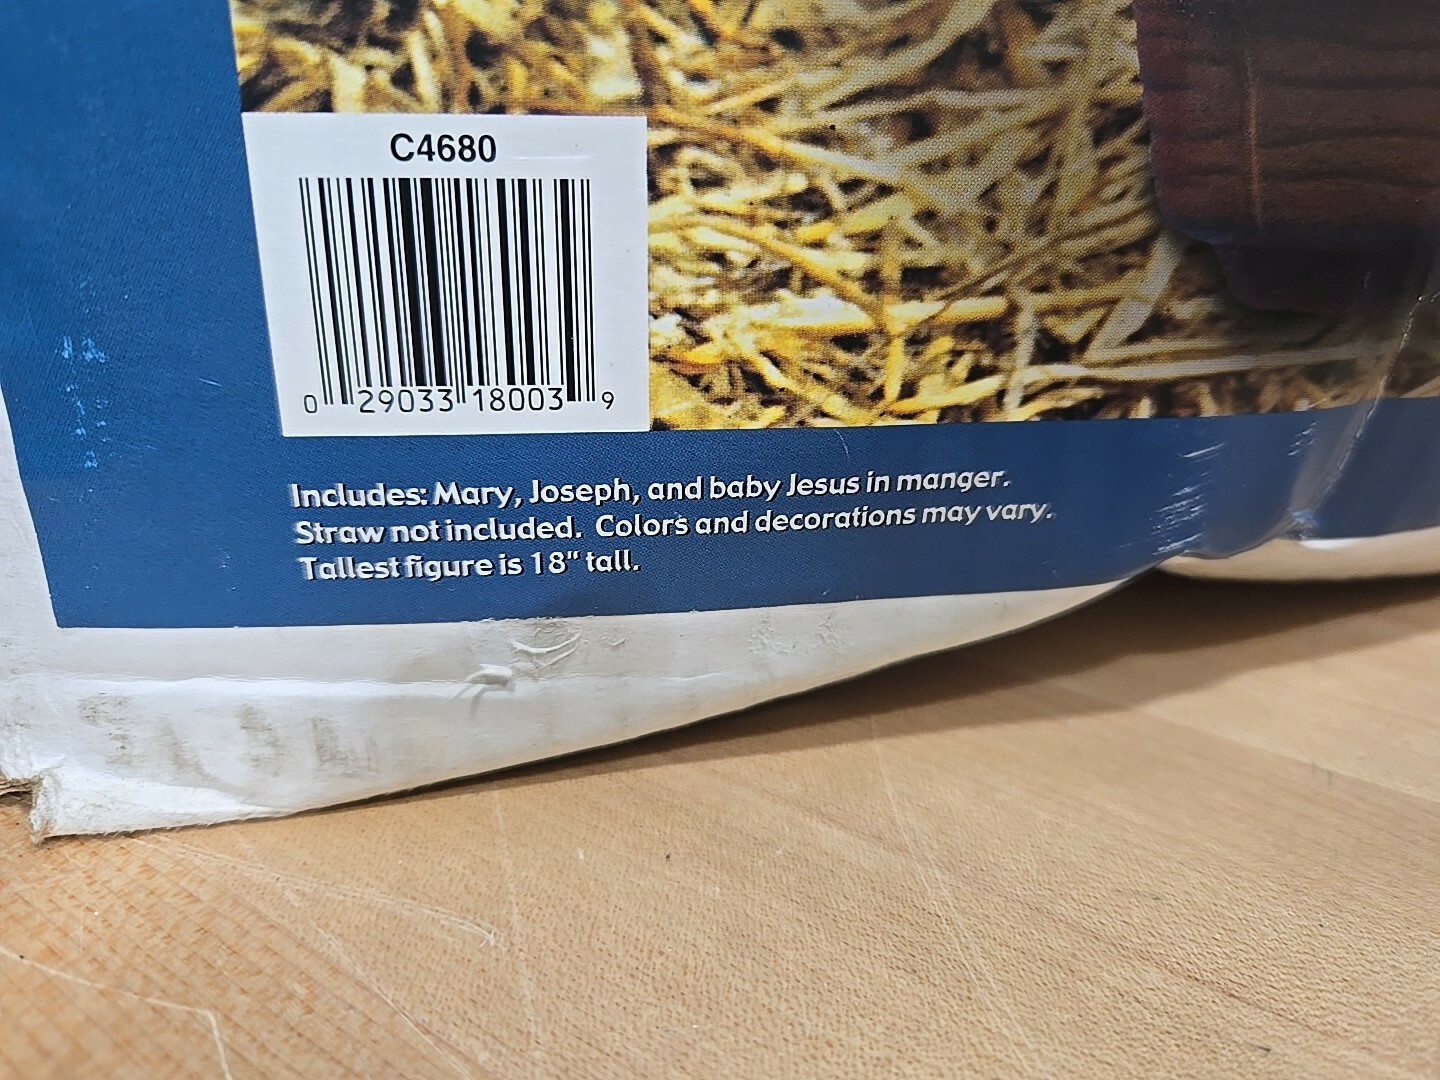 C4680
0 29033 18003 9
Includes: Mary, Joseph, and baby Jesus in manger.
Straw not included. Colors and decorations may vary.
Tallest figure is 18" tall.